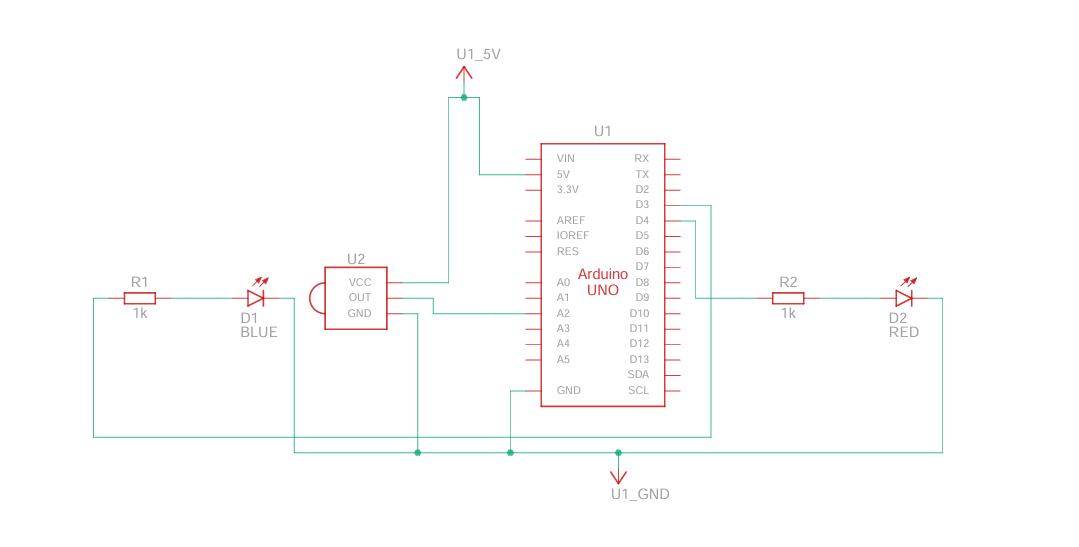 U1_5V
U1
VIN
5V
3.3V
AREF
IOREF
RES
A0
A1
A2
A3
A4
A5
GND
Arduino
UNO
RX
TX
D2
D3
D4
D5
D6
D7
D8
D9
D10
D11
D12
D13
SDA
SCL
U2
VCC
OUT
GND
R1
1k
D1
BLUE
R2
1k
D2
RED
U1_GND